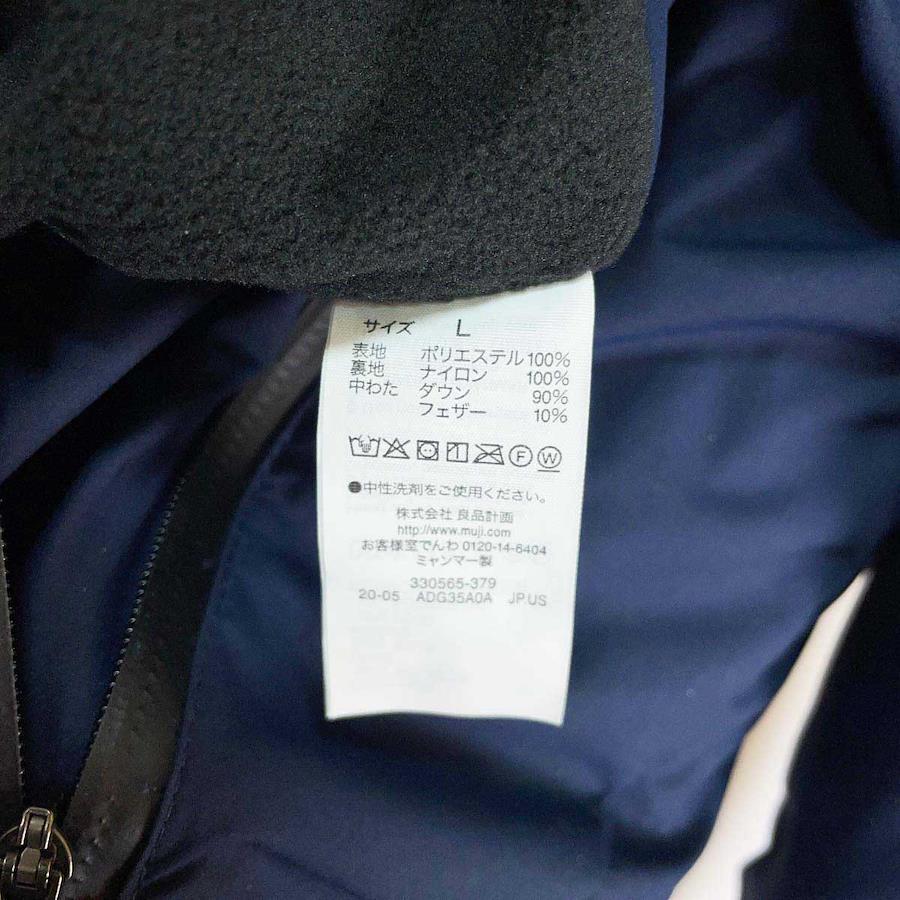 サイズ L
表地 ポリエステル100%
裏地 ナイロン 100%
中わた ダウン 90%
フェザー 10%
F W
●中性洗剤をご使用ください。
株式会社 良品計画
http://www.muji.com
お客様室でんわ 0120-14-6404
ミャンマー製
330565-379
20-05 ADG35A0A JP.US